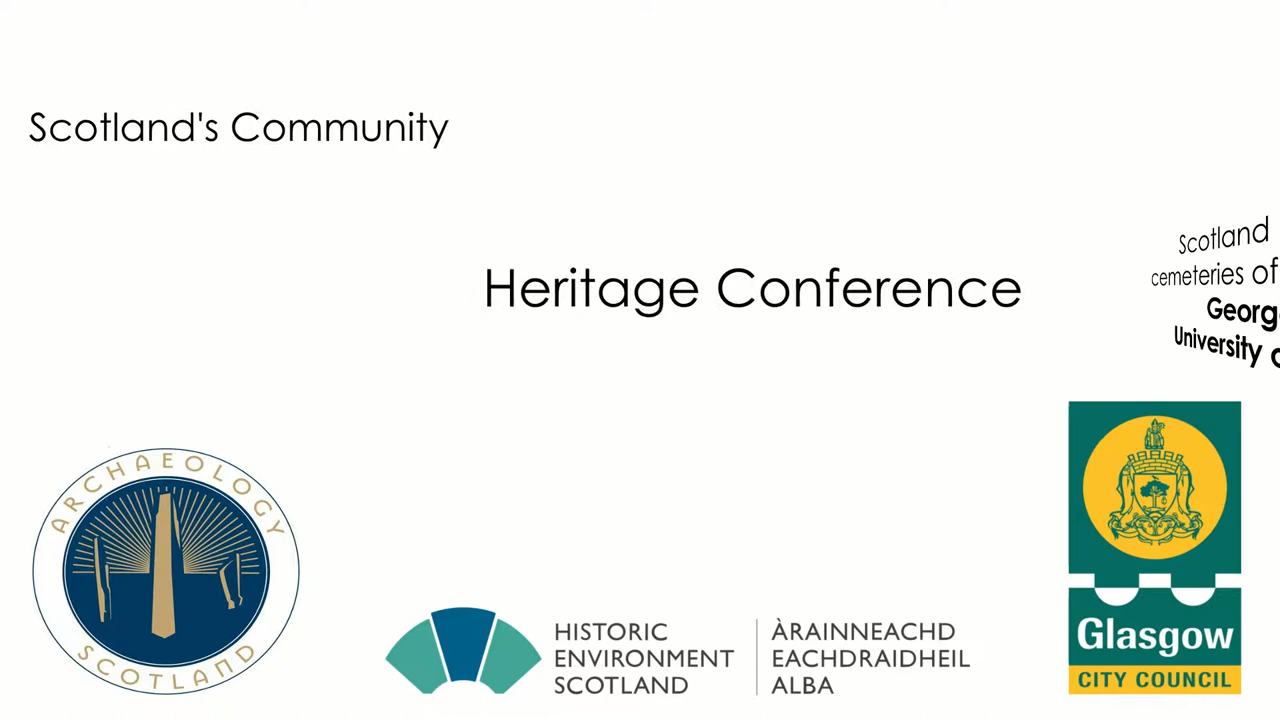 Scotland's Community
Heritage Conference
Scotland
cemeteries of
University
ARCHAEOLOGY
SCOTLAND
HISTORIC
ENVIRONMENT
SCOTLAND
ÀRAINNEACHD
EACHDRAIDHEIL
ALBA
Glasgow
CITY COUNCIL